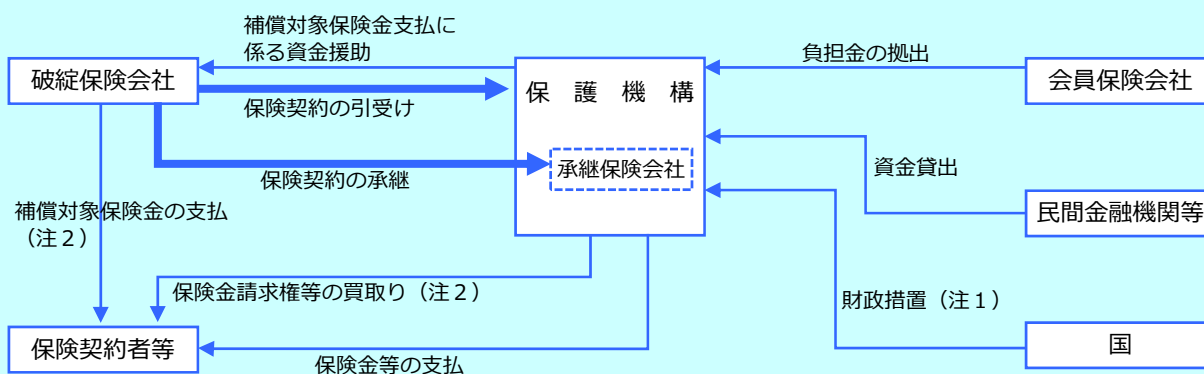 補償対象保険金支払に
係る資金援助
負担金の拠出
破綻保険会社
保護機構
会員保険会社
保険契約の引受け
承継保険会社
資金貸出
保険契約の承継
補償対象保険金の支払
（注２）
民間金融機関等
保険金請求権等の買取り（注２）
財政措置（注１）
保険契約者等
国
保険金等の支払